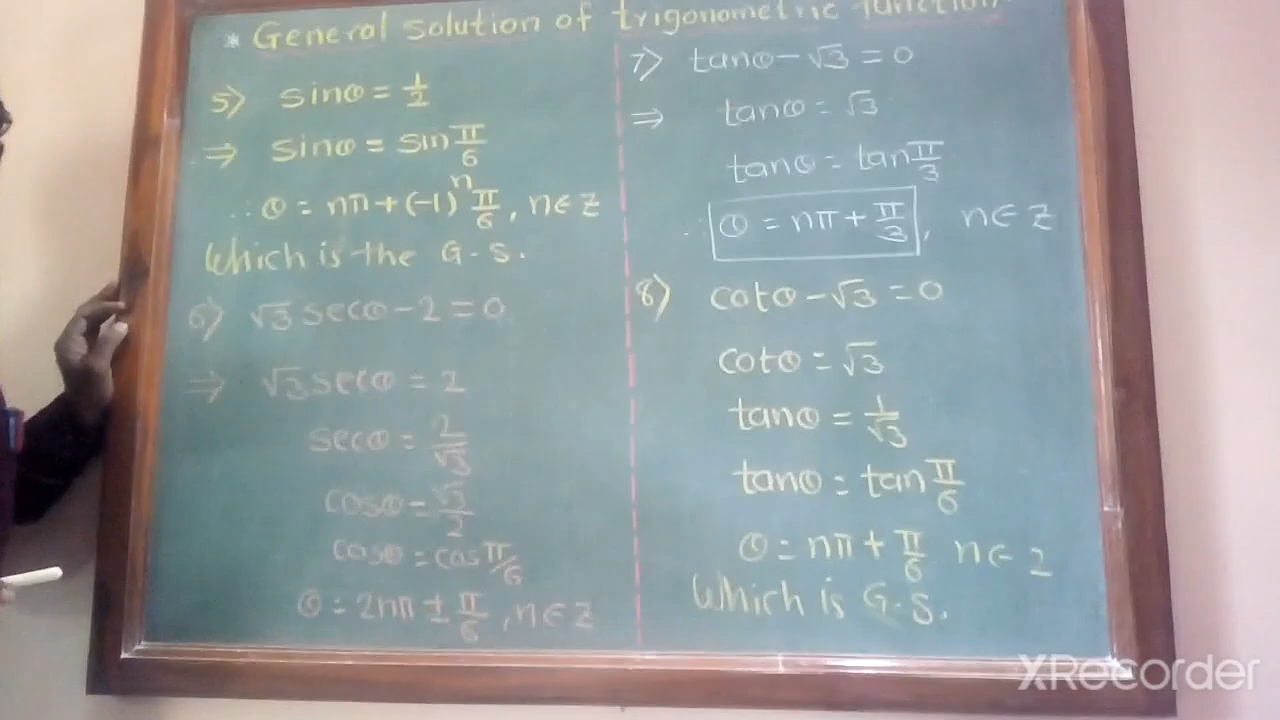 * General solution of trigonometric function
5) sinθ = 1/2
⇒ sinθ = sin π/6
∴ θ = nπ + (-1)^n π/6, n∈Z
Which is the G.S.
6) √3 secθ - 2 = 0
⇒ √3 secθ = 2
secθ = 2/√3
cosθ = √3/2
cosθ = cos π/6
θ = 2nπ ± π/6, n∈Z
7) tanθ - √3 = 0
⇒ tanθ = √3
tanθ = tan π/3
∴ θ = nπ + π/3, n∈Z
8) cotθ - √3 = 0
cotθ = √3
tanθ = 1/√3
tanθ = tan π/6
θ = nπ + π/6 n∈Z
Which is G.S.
XRecorder